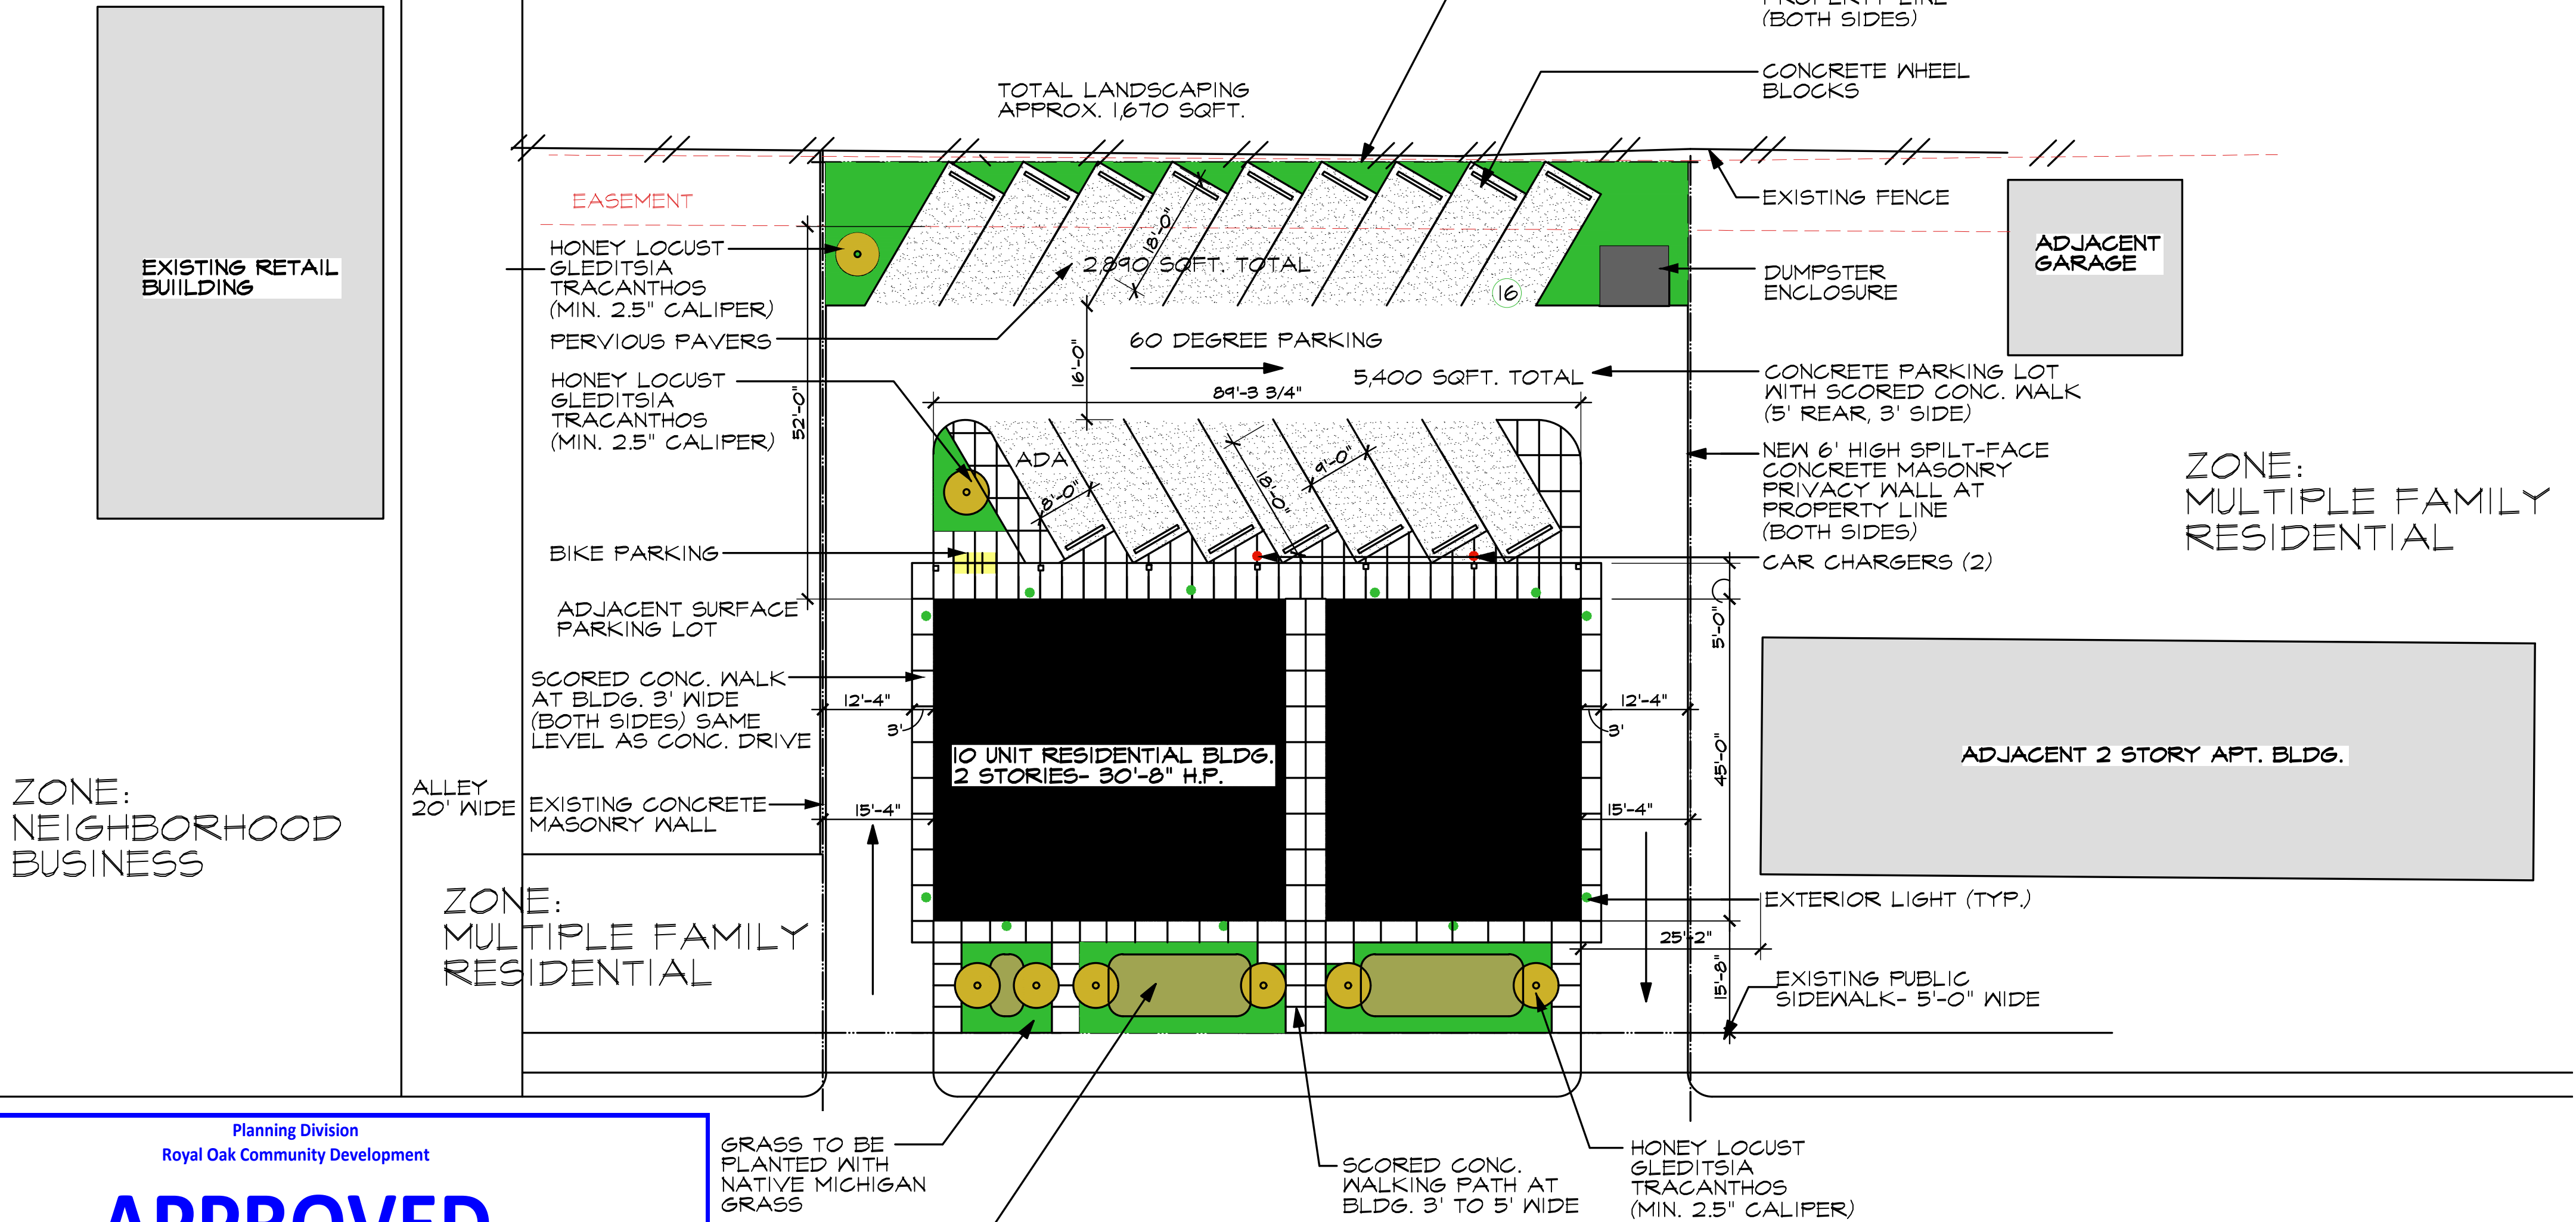 PROPERTY LINE
(BOTH SIDES)
CONCRETE WHEEL
BLOCKS
TOTAL LANDSCAPING
APPROX. 1,670 SQFT.
EASEMENT
EXISTING FENCE
HONEY LOCUST
GLEDITSIA
TRACANTHOS
(MIN. 2.5" CALIPER)
18'-0"
2,890 SQFT. TOTAL
ADJACENT
GARAGE
EXISTING RETAIL
BUIILDING
DUMPSTER
ENCLOSURE
16
PERVIOUS PAVERS
60 DEGREE PARKING
16'-0"
52'-0"
5,400 SQFT. TOTAL
89'-3 3/4"
HONEY LOCUST
GLEDITSIA
TRACANTHOS
(MIN. 2.5" CALIPER)
CONCRETE PARKING LOT
WITH SCORED CONC. WALK
(5' REAR, 3' SIDE)
NEW 6' HIGH SPILT-FACE
CONCRETE MASONRY
PRIVACY WALL AT
PROPERTY LINE
(BOTH SIDES)
ZONE:
MULTIPLE FAMILY
RESIDENTIAL
ADA
8'-0"
18'-0"
9'-0"
BIKE PARKING
CAR CHARGERS (2)
ADJACENT SURFACE
PARKING LOT
5'-0"
SCORED CONC. WALK
AT BLDG. 3' WIDE
(BOTH SIDES) SAME
LEVEL AS CONC. DRIVE
12'-4"
3'
12'-4"
3'
45'-0"
10 UNIT RESIDENTIAL BLDG.
2 STORIES- 30'-8" H.P.
ADJACENT 2 STORY APT. BLDG.
ZONE:
NEIGHBORHOOD
BUSINESS
ALLEY
20' WIDE
EXISTING CONCRETE
MASONRY WALL
15'-4"
15'-4"
ZONE:
MULTIPLE FAMILY
RESIDENTIAL
EXTERIOR LIGHT (TYP.)
25'-2"
15'-8"
EXISTING PUBLIC
SIDEWALK- 5'-0" WIDE
Planning Division
Royal Oak Community Development
APPROVED
GRASS TO BE
PLANTED WITH
NATIVE MICHIGAN
GRASS
SCORED CONC.
WALKING PATH AT
BLDG. 3' TO 5' WIDE
HONEY LOCUST
GLEDITSIA
TRACANTHOS
(MIN. 2.5" CALIPER)